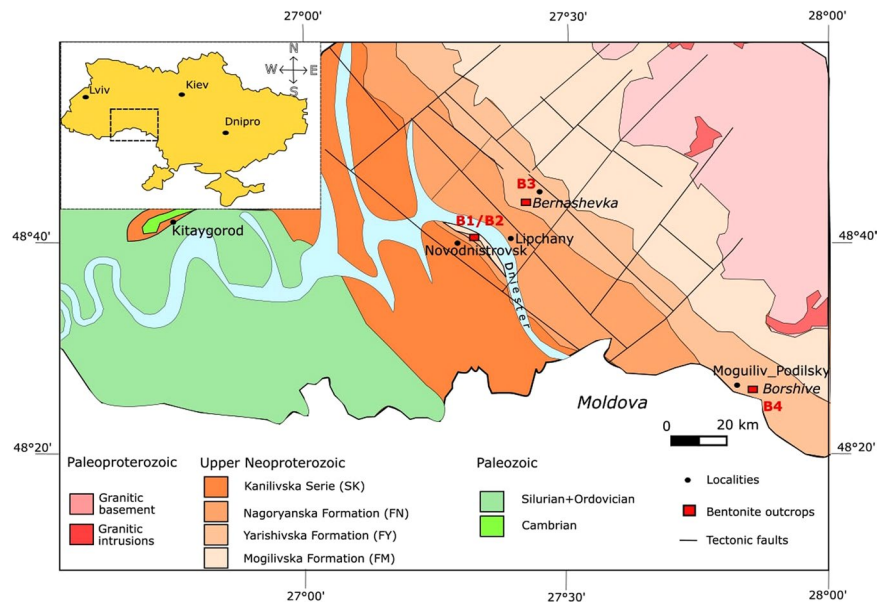 27°00'
27°30'
28°00'
N
W
E
S
Lviv
Kiev
Dnipro
B3
Bernashevka
B1/B2
48°40'
Kitaygorod
Novodnistrovsk
Lipchany
48°40'
Dniester
Moguiliv_Podilsky
Borshive
Moldova
B4
0 20 km
48°20'
48°20'
Paleoproterozoic
Granitic
basement
Granitic
intrusions
Upper Neoproterozoic
Kanilivska Serie (SK)
Nagoryanska Formation (FN)
Yarishivska Formation (FY)
Mogilivska Formation (FM)
Paleozoic
Silurian+Ordovician
Cambrian
Localities
Bentonite outcrops
Tectonic faults
27°00'
27°30'
28°00'